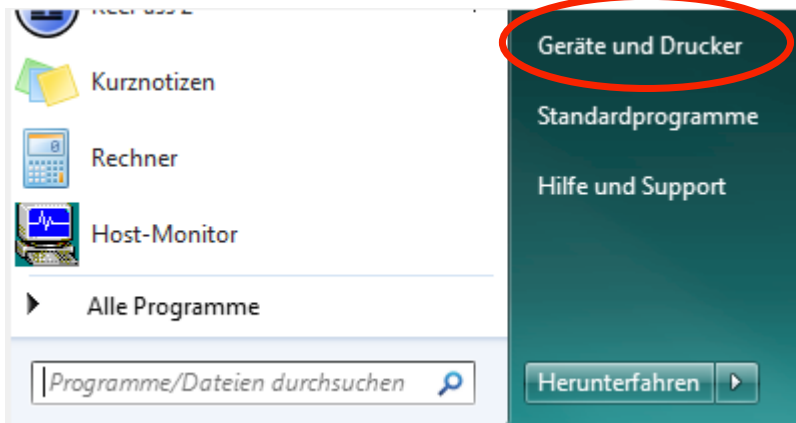 Kurznotizen
Rechner
Host-Monitor
Alle Programme
Programme/Dateien durchsuchen
Geräte und Drucker
Standardprogramme
Hilfe und Support
Herunterfahren